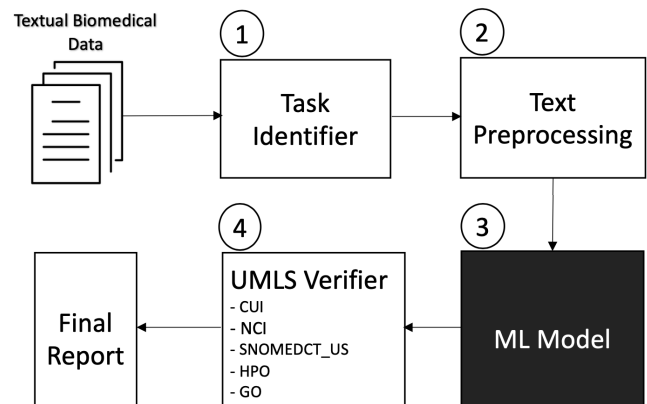 Textual Biomedical
Data
1
Task
Identifier
2
Text
Preprocessing
3
ML Model
4
UMLS Verifier
- CUI
- NCI
- SNOMEDCT_US
- HPO
- GO
Final
Report